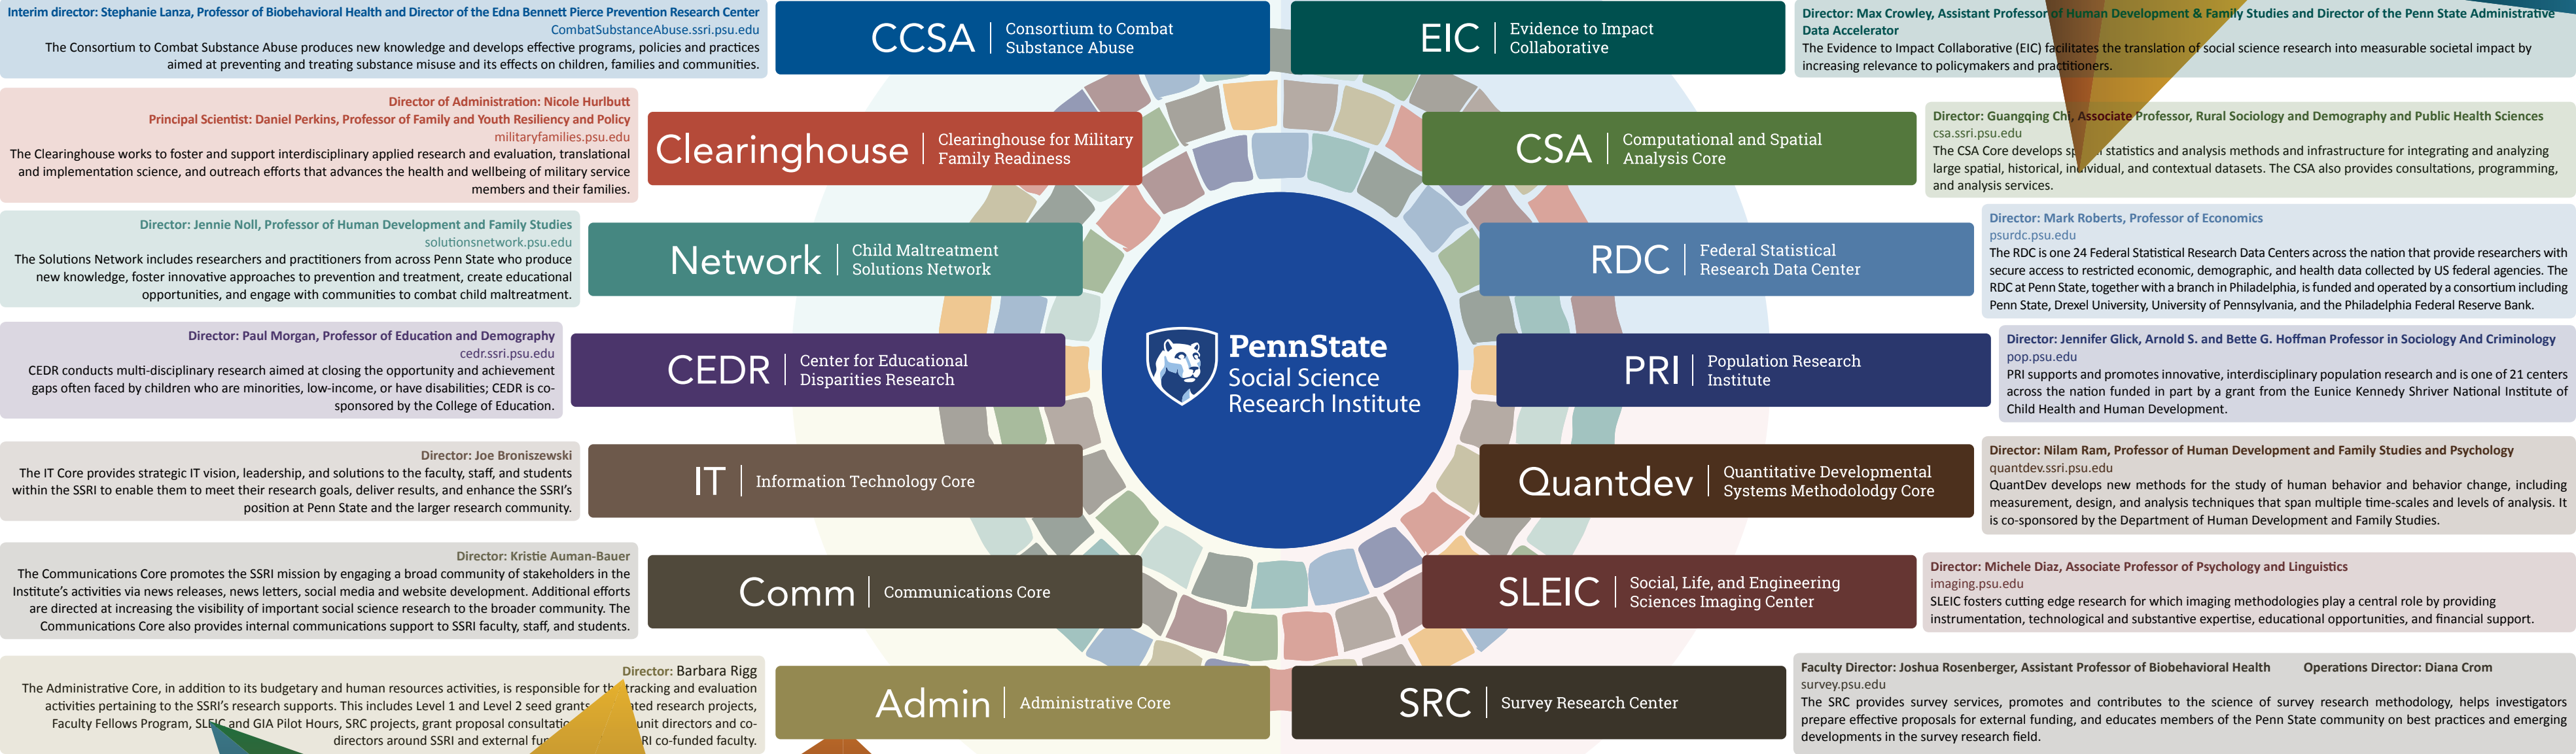 Interim director: Stephanie Lanza, Professor of Biobehavioral Health and Director of the Edna Bennett Pierce Prevention Research Center
CombatSubstanceAbuse.ssri.psu.edu
The Consortium to Combat Substance Abuse produces new knowledge and develops effective programs, policies and practices
aimed at preventing and treating substance misuse and its effects on children, families and communities.
CCSA
Consortium to Combat
Substance Abuse
Director of Administration: Nicole Hurlbutt
Principal Scientist: Daniel Perkins, Professor of Family and Youth Resiliency and Policy
militaryfamilies.psu.edu
The Clearinghouse works to foster and support interdisciplinary applied research and evaluation, translational
and implementation science, and outreach efforts that advances the health and wellbeing of military service
members and their families.
Clearinghouse
Clearinghouse for Military
Family Readiness
Director: Jennie Noll, Professor of Human Development and Family Studies
solutionsnetwork.psu.edu
The Solutions Network includes researchers and practitioners from across Penn State who produce
new knowledge, foster innovative approaches to prevention and treatment, create educational
opportunities, and engage with communities to combat child maltreatment.
Network
Child Maltreatment
Solutions Network
Director: Paul Morgan, Professor of Education and Demography
cedr.ssri.psu.edu
CEDR conducts multi-disciplinary research aimed at closing the opportunity and achievement
gaps often faced by children who are minorities, low-income, or have disabilities; CEDR is co-
sponsored by the College of Education.
CEDR
Center for Educational
Disparities Research
Director: Joe Broniszewski
The IT Core provides strategic IT vision, leadership, and solutions to the faculty, staff, and students
within the SSRI to enable them to meet their research goals, deliver results, and enhance the SSRI's
position at Penn State and the larger research community.
IT
Information Technology Core
Director: Kristie Auman-Bauer
The Communications Core promotes the SSRI mission by engaging a broad community of stakeholders in the
Institute's activities via news releases, news letters, social media and website development. Additional efforts
are directed at increasing the visibility of important social science research to the broader community. The
Communications Core also provides internal communications support to SSRI faculty, staff, and students.
Comm
Communications Core
Director: Barbara Rigg
The Administrative Core, in addition to its budgetary and human resources activities, is responsible for the tracking and evaluation
activities pertaining to the SSRI's research supports. This includes Level 1 and Level 2 seed grants research projects,
Faculty Fellows Program, SLEIC and GIA Pilot Hours, SRC projects, grant proposal unit directors and co-
directors around SSRI and external co-funded faculty.
Admin
Administrative Core
PennState
Social Science
Research Institute
EIC
Evidence to Impact
Collaborative
Director: Max Crowley, Assistant Professor of Human Development & Family Studies and Director of the Penn State Administrative
Data Accelerator
The Evidence to Impact Collaborative (EIC) facilitates the translation of social science research into measurable societal impact by
increasing relevance to policymakers and practitioners.
CSA
Computational and Spatial
Analysis Core
Director: Guangqing Chi, Associate Professor, Rural Sociology and Demography and Public Health Sciences
csa.ssri.psu.edu
The CSA Core develops statistics and analysis methods and infrastructure for integrating and analyzing
large spatial, historical, individual, and contextual datasets. The CSA also provides consultations, programming,
and analysis services.
RDC
Federal Statistical
Research Data Center
Director: Mark Roberts, Professor of Economics
psurdc.psu.edu
The RDC is one 24 Federal Statistical Research Data Centers across the nation that provide researchers with
secure access to restricted economic, demographic, and health data collected by US federal agencies. The
RDC at Penn State, together with a branch in Philadelphia, is funded and operated by a consortium including
Penn State, Drexel University, University of Pennsylvania, and the Philadelphia Federal Reserve Bank.
PRI
Population Research
Institute
Director: Jennifer Glick, Arnold S. and Bette G. Hoffman Professor in Sociology And Criminology
pop.psu.edu
PRI supports and promotes innovative, interdisciplinary population research and is one of 21 centers
across the nation funded in part by a grant from the Eunice Kennedy Shriver National Institute of
Child Health and Human Development.
Quantdev
Quantitative Developmental
Systems Methodolodgy Core
Director: Nilam Ram, Professor of Human Development and Family Studies and Psychology
quantdev.ssri.psu.edu
QuantDev develops new methods for the study of human behavior and behavior change, including
measurement, design, and analysis techniques that span multiple time-scales and levels of analysis. It
is co-sponsored by the Department of Human Development and Family Studies.
SLEIC
Social, Life, and Engineering
Sciences Imaging Center
Director: Michele Diaz, Associate Professor of Psychology and Linguistics
imaging.psu.edu
SLEIC fosters cutting edge research for which imaging methodologies play a central role by providing
instrumentation, technological and substantive expertise, educational opportunities, and financial support.
SRC
Survey Research Center
Faculty Director: Joshua Rosenberger, Assistant Professor of Biobehavioral Health Operations Director: Diana Crom
survey.psu.edu
The SRC provides survey services, promotes and contributes to the science of survey research methodology, helps investigators
prepare effective proposals for external funding, and educates members of the Penn State community on best practices and emerging
developments in the survey research field.